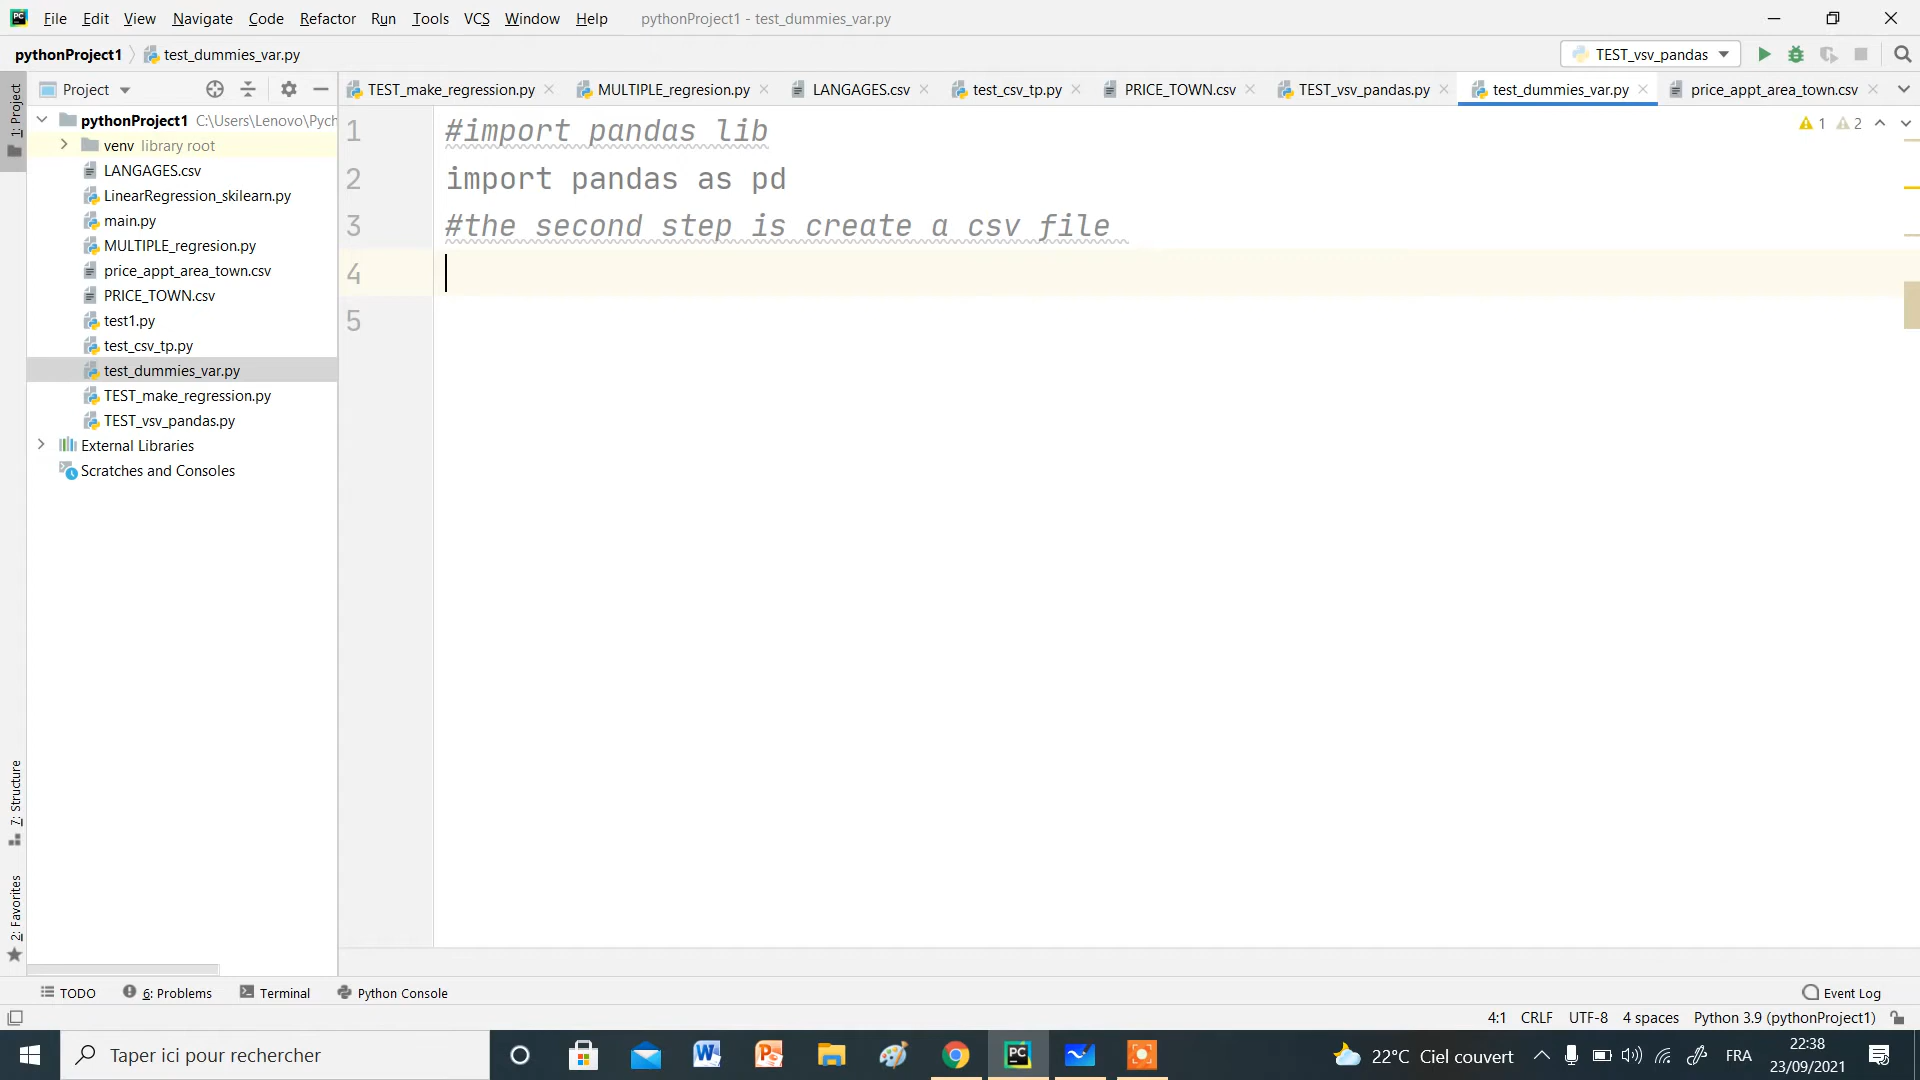 File Edit View Navigate Code Refactor Run Tools VCS Window Help pythonProject1 - test_dummies_var.py
pythonProject1 test_dummies_var.py TEST_vsv_pandas
Project TEST_make_regression.py MULTIPLE_regresion.py LANGAGES.csv test_csv_tp.py PRICE_TOWN.csv TEST_vsv_pandas.py test_dummies_var.py price_appt_area_town.csv
1: Project
pythonProject1 C:\Users\Lenovo\Pych
venv library root
LANGAGES.csv
LinearRegression_skilearn.py
main.py
MULTIPLE_regresion.py
price_appt_area_town.csv
PRICE_TOWN.csv
test1.py
test_csv_tp.py
test_dummies_var.py
TEST_make_regression.py
TEST_vsv_pandas.py
External Libraries
Scratches and Consoles
1 #import pandas lib
2 import pandas as pd
3 #the second step is create a csv file
4
5
1 2
7: Structure
2: Favorites
TODO 6: Problems Terminal Python Console Event Log
4:1 CRLF UTF-8 4 spaces Python 3.9 (pythonProject1)
Taper ici pour rechercher 22°C Ciel couvert FRA 22:38
23/09/2021